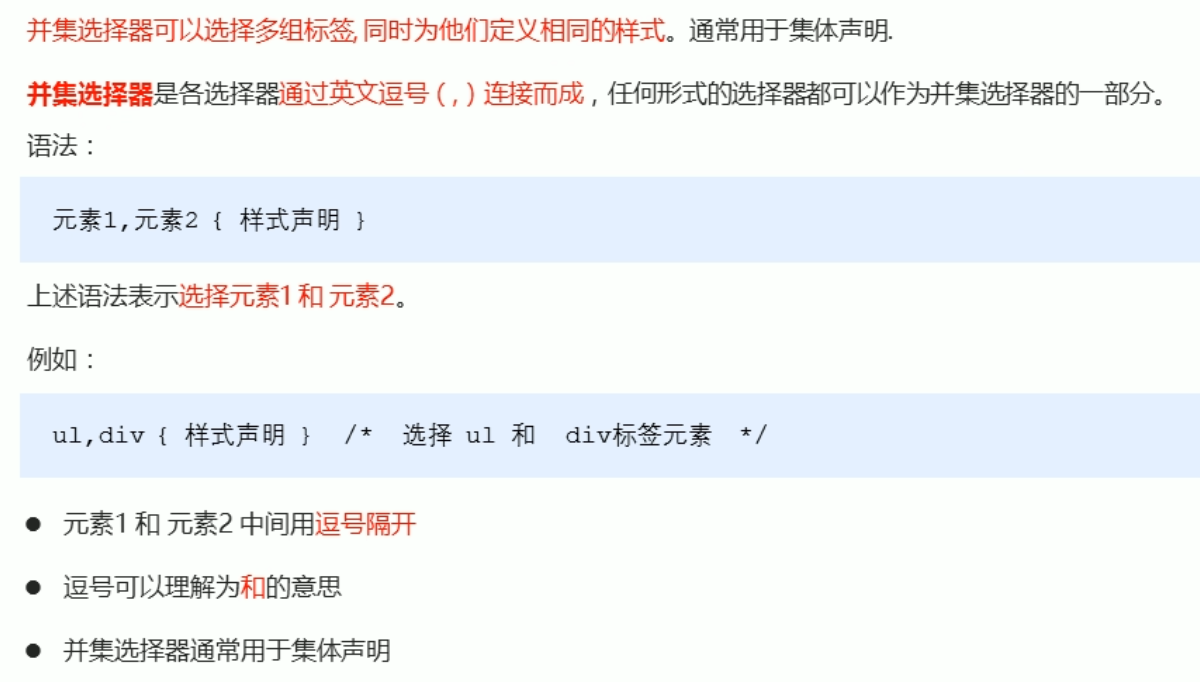 并集选择器可以选择多组标签, 同时为他们定义相同的样式。通常用于集体声明.
并集选择器是各选择器通过英文逗号 ( , ) 连接而成，任何形式的选择器都可以作为并集选择器的一部分。
语法：
元素1,元素2 { 样式声明 }
上述语法表示选择元素1 和 元素2。
例如：
ul,div { 样式声明 } /* 选择 ul 和 div标签元素 */
● 元素1 和 元素2 中间用逗号隔开
● 逗号可以理解为和的意思
● 并集选择器通常用于集体声明